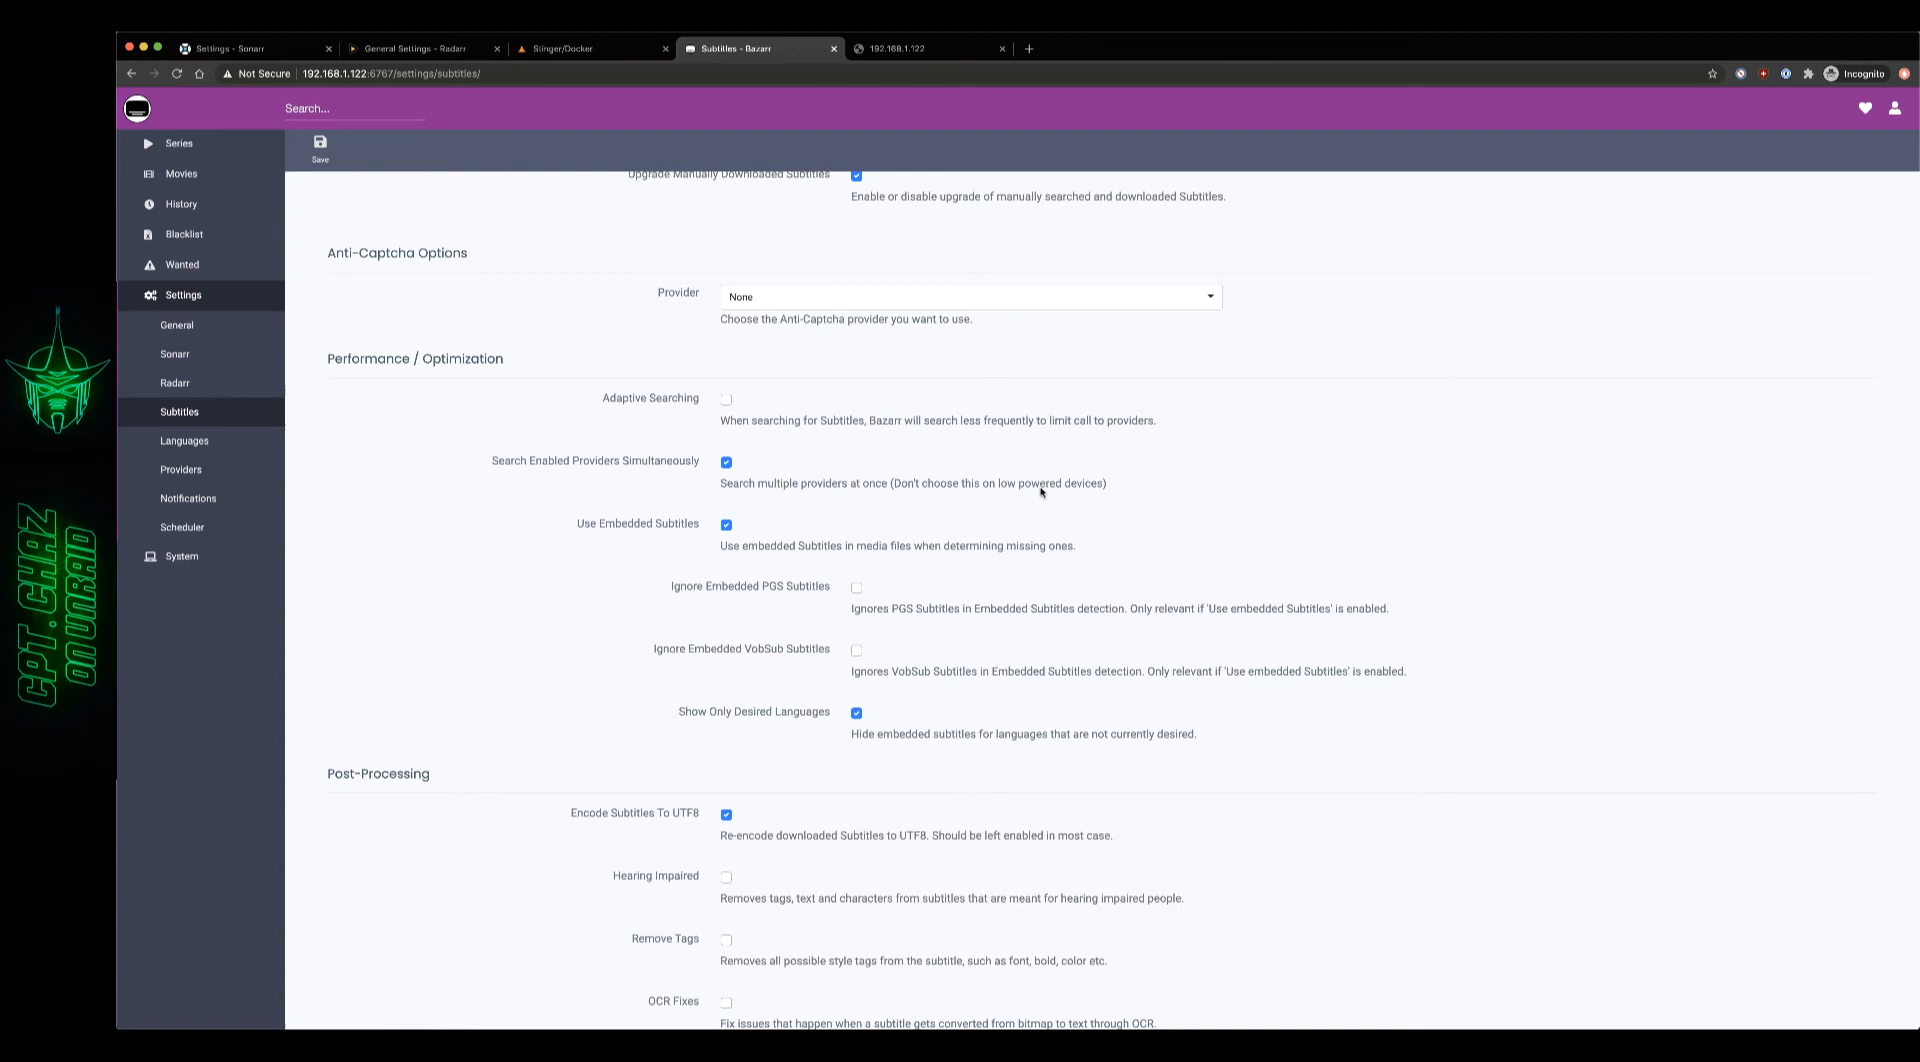 Settings - Sonarr
General Settings - Radarr
Stinger/Docker
Subtitles - Bazarr
192.168.1.122
Not Secure
192.168.1.122:6767/settings/subtitles/
Incognito
Search...
Save
Series
Movies
History
Blacklist
Wanted
Settings
General
Sonarr
Radarr
Subtitles
Languages
Providers
Notifications
Scheduler
System
Upgrade Manually Downloaded Subtitles
Enable or disable upgrade of manually searched and downloaded Subtitles.
Anti-Captcha Options
Provider
None
Choose the Anti-Captcha provider you want to use.
Performance / Optimization
Adaptive Searching
When searching for Subtitles, Bazarr will search less frequently to limit call to providers.
Search Enabled Providers Simultaneously
Search multiple providers at once (Don't choose this on low powered devices)
Use Embedded Subtitles
Use embedded Subtitles in media files when determining missing ones.
Ignore Embedded PGS Subtitles
Ignores PGS Subtitles in Embedded Subtitles detection. Only relevant if 'Use embedded Subtitles' is enabled.
Ignore Embedded VobSub Subtitles
Ignores VobSub Subtitles in Embedded Subtitles detection. Only relevant if 'Use embedded Subtitles' is enabled.
Show Only Desired Languages
Hide embedded subtitles for languages that are not currently desired.
Post-Processing
Encode Subtitles To UTF8
Re-encode downloaded Subtitles to UTF8. Should be left enabled in most case.
Hearing Impaired
Removes tags, text and characters from subtitles that are meant for hearing impaired people.
Remove Tags
Removes all possible style tags from the subtitle, such as font, bold, color etc.
OCR Fixes
Fix issues that happen when a subtitle gets converted from bitmap to text through OCR.
CPT.CHAZ
ON UNRAID